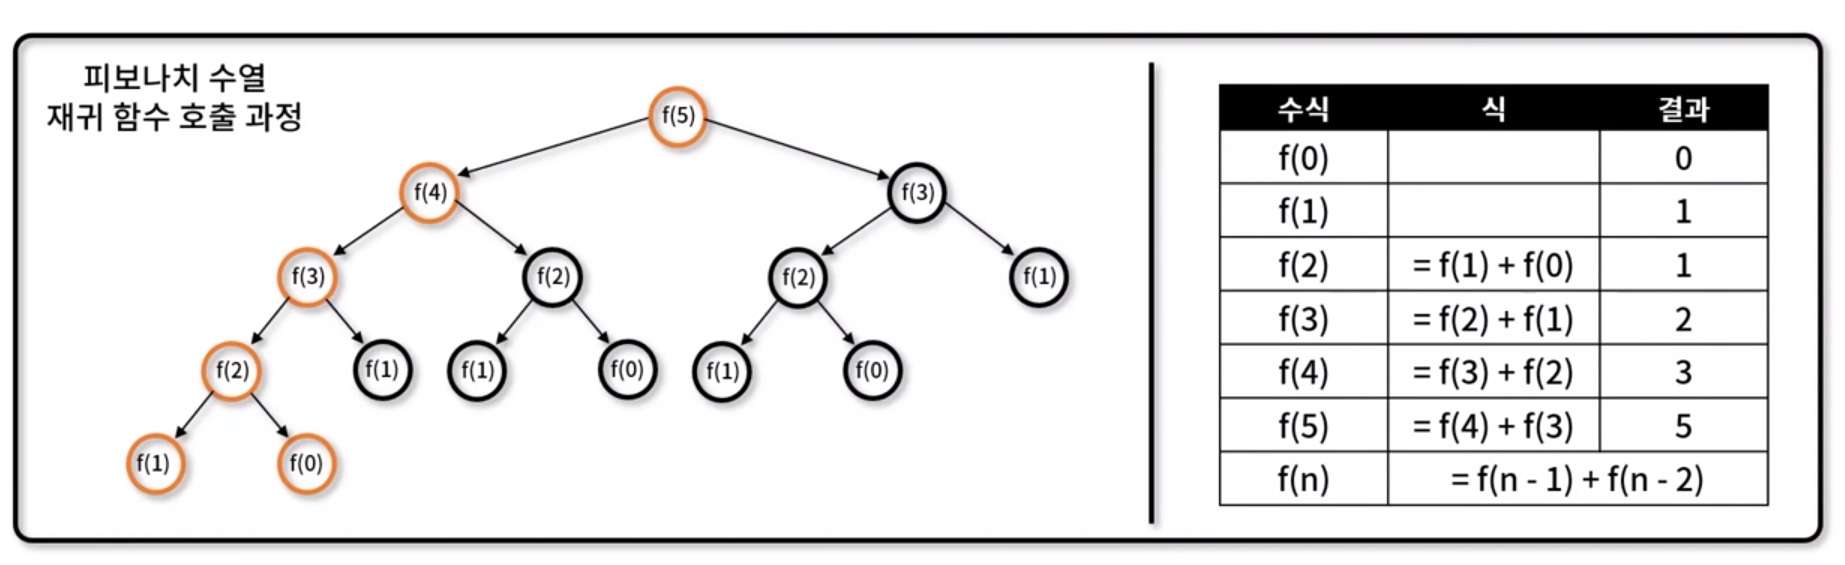 피보나치 수열
재귀 함수 호출 과정
f(5)
f(4) f(3)
f(3) f(2) f(2) f(1)
f(2) f(1) f(1) f(0) f(1) f(0)
f(1) f(0)
수식 식 결과
f(0) 0
f(1) 1
f(2) = f(1) + f(0) 1
f(3) = f(2) + f(1) 2
f(4) = f(3) + f(2) 3
f(5) = f(4) + f(3) 5
f(n) = f(n - 1) + f(n - 2)